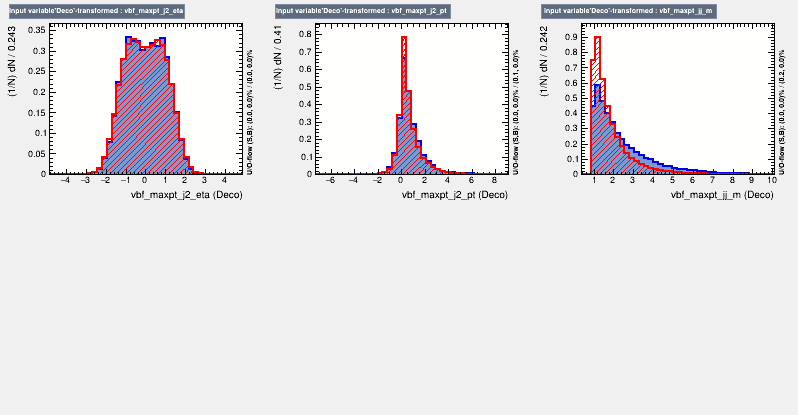 Input variable'Deco'-transformed : vbf_maxpt_j2_eta
(1/N) dN / 0.243
0.35
0.3
0.25
0.2
0.15
0.1
0.05
0
−4 −3 −2 −1 0 1 2 3 4
vbf_maxpt_j2_eta (Deco)
U/O-flow (S,B): (0.0, 0.0)% / (0.0, 0.0)%
Input variable'Deco'-transformed : vbf_maxpt_j2_pt
(1/N) dN / 0.41
0.8
0.7
0.6
0.5
0.4
0.3
0.2
0.1
0
−6 −4 −2 0 2 4 6 8
vbf_maxpt_j2_pt (Deco)
U/O-flow (S,B): (0.0, 0.0)% / (0.1, 0.0)%
Input variable'Deco'-transformed : vbf_maxpt_jj_m
(1/N) dN / 0.242
0.9
0.8
0.7
0.6
0.5
0.4
0.3
0.2
0.1
0
1 2 3 4 5 6 7 8 9 10
vbf_maxpt_jj_m (Deco)
U/O-flow (S,B): (0.0, 0.0)% / (0.2, 0.0)%